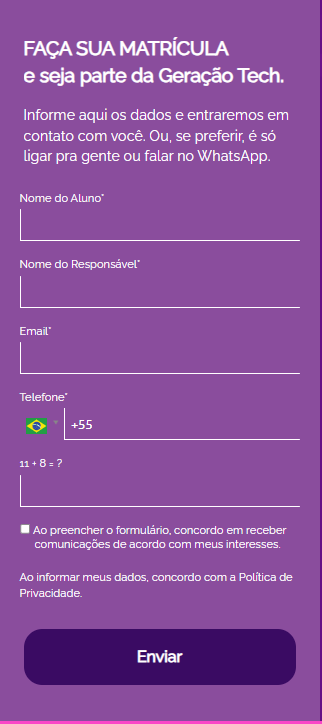 FAÇA SUA MATRÍCULA
e seja parte da Geração Tech.
Informe aqui os dados e entraremos em
contato com você. Ou, se preferir, é só
ligar pra gente ou falar no WhatsApp.
Nome do Aluno*
Nome do Responsável*
Email*
Telefone*
+55
11 + 8 = ?
Ao preencher o formulário, concordo em receber
comunicações de acordo com meus interesses.
Ao informar meus dados, concordo com a Política de
Privacidade.
Enviar